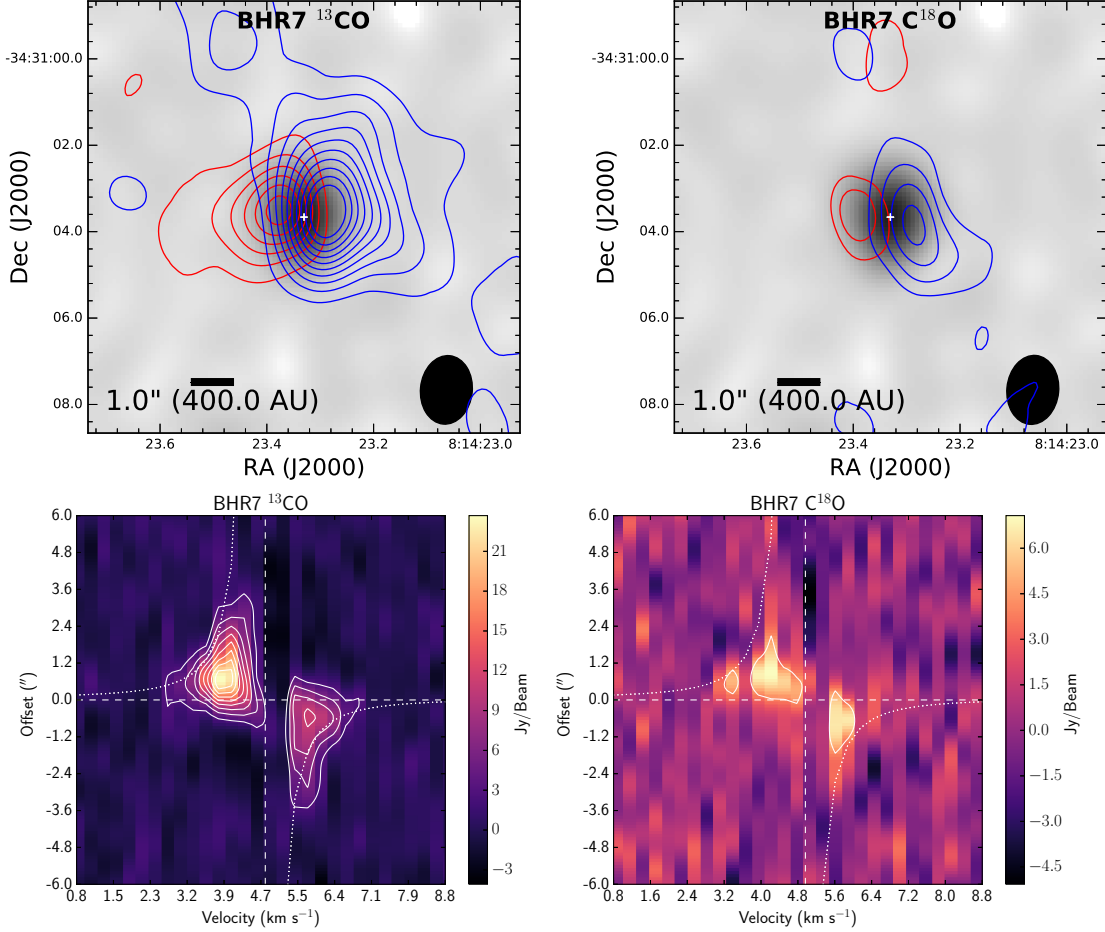 BHR7 ¹³CO
-34:31:00.0
02.0
04.0
06.0
08.0
Dec (J2000)
1.0" (400.0 AU)
23.6 23.4 23.2 8:14:23.0
RA (J2000)
BHR7 C¹⁸O
-34:31:00.0
02.0
04.0
06.0
08.0
Dec (J2000)
1.0" (400.0 AU)
23.6 23.4 23.2 8:14:23.0
RA (J2000)
BHR7 ¹³CO
6.0
4.8
3.6
2.4
1.2
0.0
-1.2
-2.4
-3.6
-4.8
-6.0
Offset (″)
0.8 1.5 2.3 3.2 3.9 4.7 5.5 6.3 7.1 7.9 8.8
Velocity (km s⁻¹)
21
18
15
12
9
6
3
0
−3
Jy/Beam
BHR7 C¹⁸O
6.0
4.8
3.6
2.4
1.2
0.0
-1.2
-2.4
-3.6
-4.8
-6.0
Offset (″)
0.8 1.6 2.4 3.2 4.0 4.8 5.6 6.4 7.2 8.0 8.8
Velocity (km s⁻¹)
6.0
4.5
3.0
1.5
0.0
−1.5
−3.0
−4.5
Jy/Beam